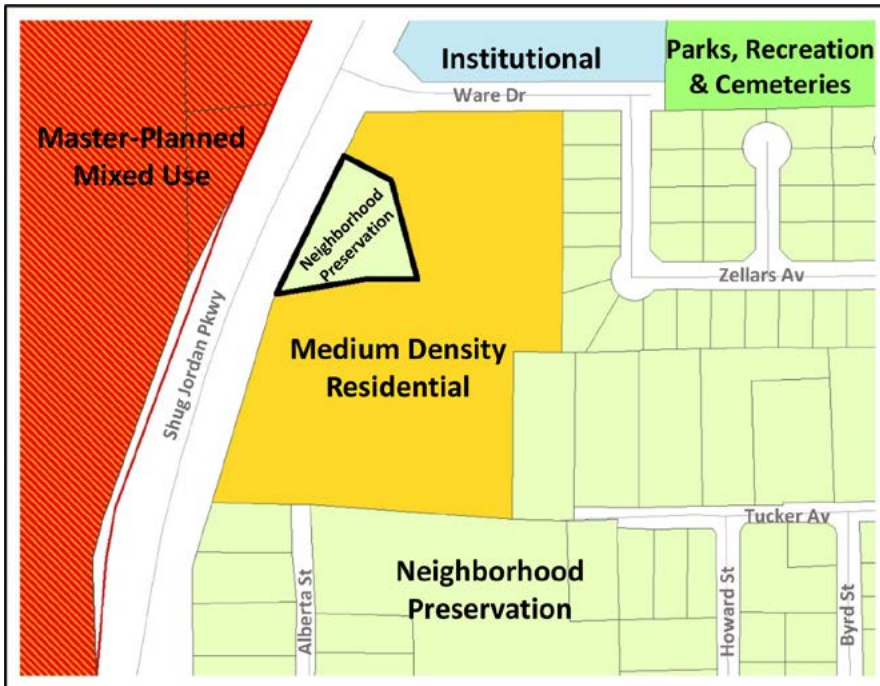 Institutional
Parks, Recreation
& Cemeteries
Ware Dr
Master-Planned
Mixed Use
Neighborhood
Preservation
Zellars Av
Shug Jordan Pkwy
Medium Density
Residential
Tucker Av
Neighborhood
Preservation
Alberta St
Howard St
Byrd St